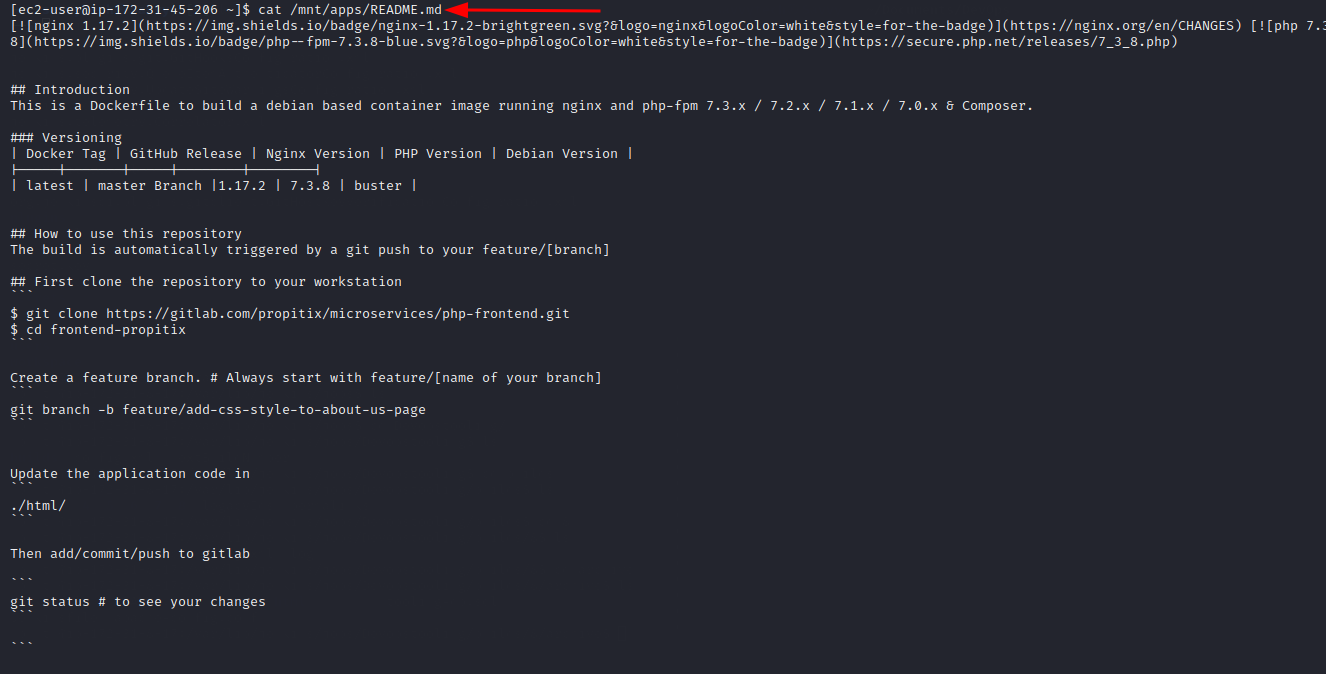 [ec2-user@ip-172-31-45-206 ~]$ cat /mnt/apps/README.md
[![nginx 1.17.2](https://img.shields.io/badge/nginx-1.17.2-brightgreen.svg?&logo=nginx&logoColor=white&style=for-the-badge)](https://nginx.org/en/CHANGES) [![php 7.3
8](https://img.shields.io/badge/php--fpm-7.3.8-blue.svg?&logo=php&logoColor=white&style=for-the-badge)](https://secure.php.net/releases/7_3_8.php)
## Introduction
This is a Dockerfile to build a debian based container image running nginx and php-fpm 7.3.x / 7.2.x / 7.1.x / 7.0.x & Composer.
### Versioning
| Docker Tag | GitHub Release | Nginx Version | PHP Version | Debian Version |
|-----|-------|-----|--------|--------|
| latest | master Branch |1.17.2 | 7.3.8 | buster |
## How to use this repository
The build is automatically triggered by a git push to your feature/[branch]
## First clone the repository to your workstation
```
$ git clone https://gitlab.com/propitix/microservices/php-frontend.git
$ cd frontend-propitix
```
Create a feature branch. # Always start with feature/[name of your branch]
```
git branch -b feature/add-css-style-to-about-us-page
```
Update the application code in
```
./html/
```
Then add/commit/push to gitlab
```
git status # to see your changes
```
```